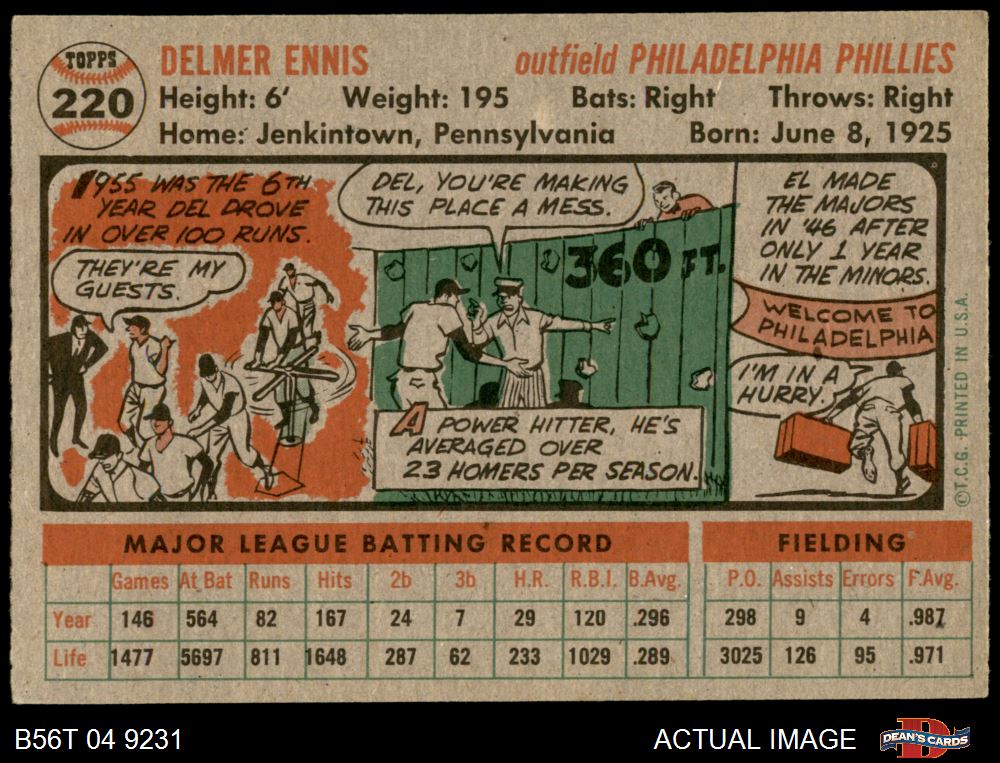 TOPPS
220
DELMER ENNIS outfield PHILADELPHIA PHILLIES
Height: 6' Weight: 195 Bats: Right Throws: Right
Home: Jenkintown, Pennsylvania Born: June 8, 1925
1955 WAS THE 6TH
YEAR DEL DROVE
IN OVER 100 RUNS.
THEY'RE MY
GUESTS.
DEL, YOU'RE MAKING
THIS PLACE A MESS.
360 FT.
A POWER HITTER, HE'S
AVERAGED OVER
23 HOMERS PER SEASON.
EL MADE
THE MAJORS
IN '46 AFTER
ONLY 1 YEAR
IN THE MINORS.
WELCOME TO
PHILADELPHIA
I'M IN A
HURRY.
©T.C.G. PRINTED IN U.S.A.
MAJOR LEAGUE BATTING RECORD FIELDING
Games At Bat Runs Hits 2b 3b H.R. R.B.I. B.Avg. P.O. Assists Errors F.Avg.
Year 146 564 82 167 24 7 29 120 .296 298 9 4 .987
Life 1477 5697 811 1648 287 62 233 1029 .289 3025 126 95 .971
B56T 04 9231 ACTUAL IMAGE D DEAN'S CARDS